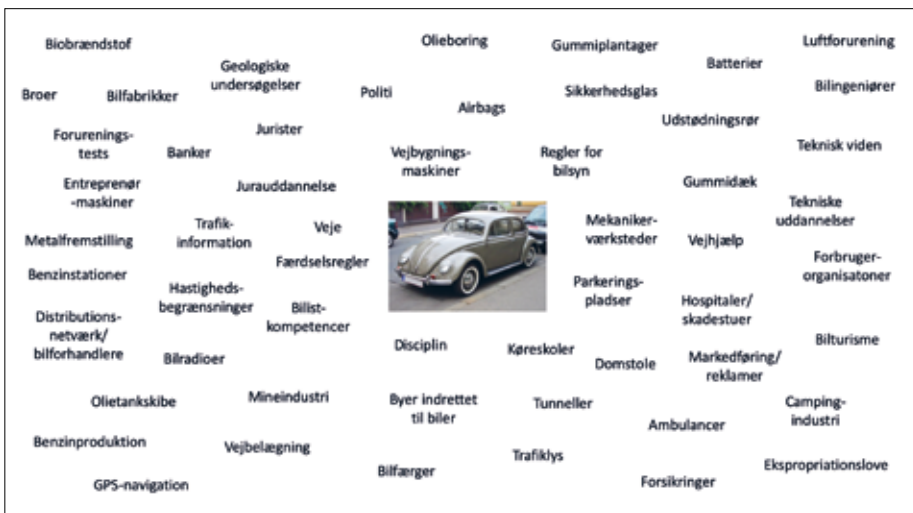 Biobrændstof
Olieboring
Gummiplantager
Luftforurening
Geologiske
undersøgelser
Batterier
Broer
Bilfabrikker
Politi
Airbags
Sikkerhedsglas
Bilingeniører
Udstødningsrør
Forurenings-
tests
Banker
Jurister
Vejbygnings-
maskiner
Regler for
bilsyn
Teknisk viden
Entreprenør
-maskiner
Jurauddannelse
Gummidæk
Tekniske
uddannelser
Metalfremstilling
Trafik-
information
Veje
Mekaniker-
værksteder
Vejhjælp
Benzinstationer
Færdselsregler
Forbruger-
organisatoner
Hastigheds-
begrænsninger
Bilist-
kompetencer
Parkerings-
pladser
Hospitaler/
skadestuer
Distributions-
netværk/
bilforhandlere
Bilradioer
Disciplin
Køreskoler
Domstole
Markedføring/
reklamer
Bilturisme
Olietankskibe
Mineindustri
Byer indrettet
til biler
Tunneller
Ambulancer
Camping-
industri
Benzinproduktion
Vejbelægning
Trafiklys
GPS-navigation
Bilfærger
Forsikringer
Ekspropriationslove